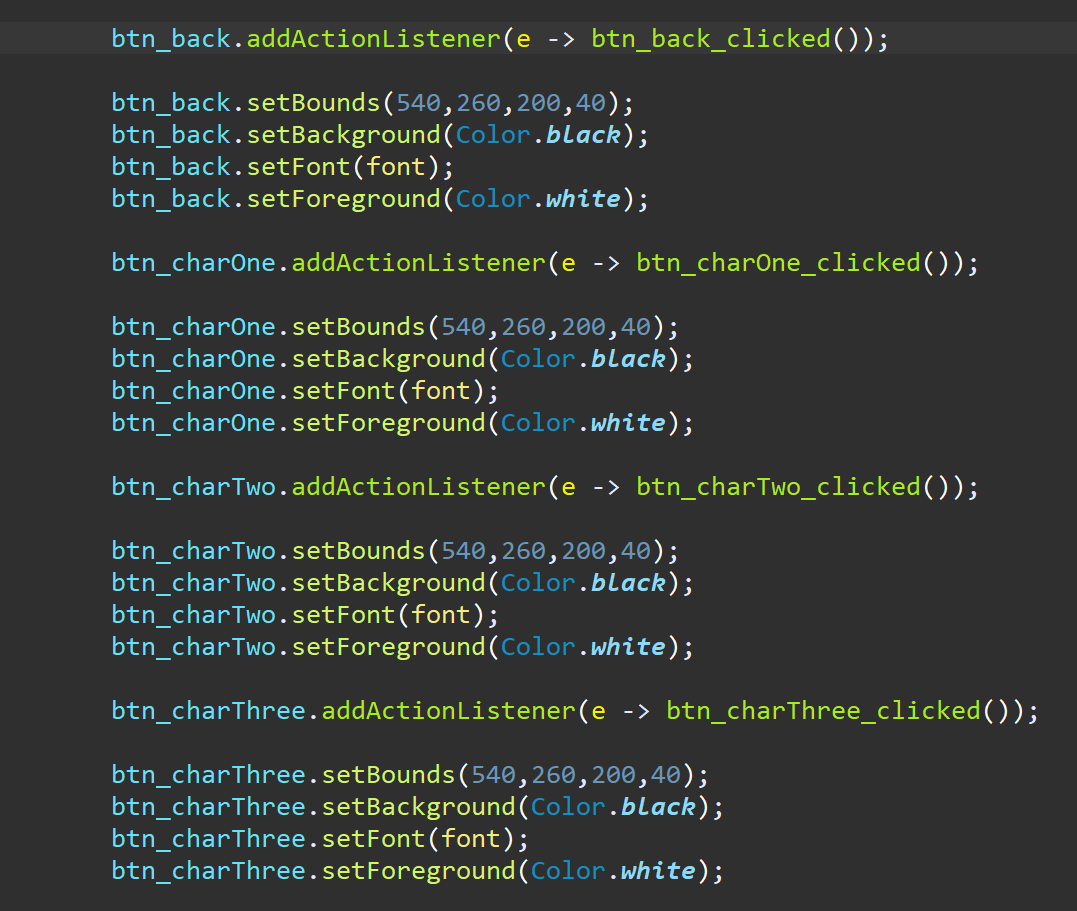 btn_back.addActionListener(e -> btn_back_clicked());
btn_back.setBounds(540,260,200,40);
btn_back.setBackground(Color.black);
btn_back.setFont(font);
btn_back.setForeground(Color.white);
btn_charOne.addActionListener(e -> btn_charOne_clicked());
btn_charOne.setBounds(540,260,200,40);
btn_charOne.setBackground(Color.black);
btn_charOne.setFont(font);
btn_charOne.setForeground(Color.white);
btn_charTwo.addActionListener(e -> btn_charTwo_clicked());
btn_charTwo.setBounds(540,260,200,40);
btn_charTwo.setBackground(Color.black);
btn_charTwo.setFont(font);
btn_charTwo.setForeground(Color.white);
btn_charThree.addActionListener(e -> btn_charThree_clicked());
btn_charThree.setBounds(540,260,200,40);
btn_charThree.setBackground(Color.black);
btn_charThree.setFont(font);
btn_charThree.setForeground(Color.white);